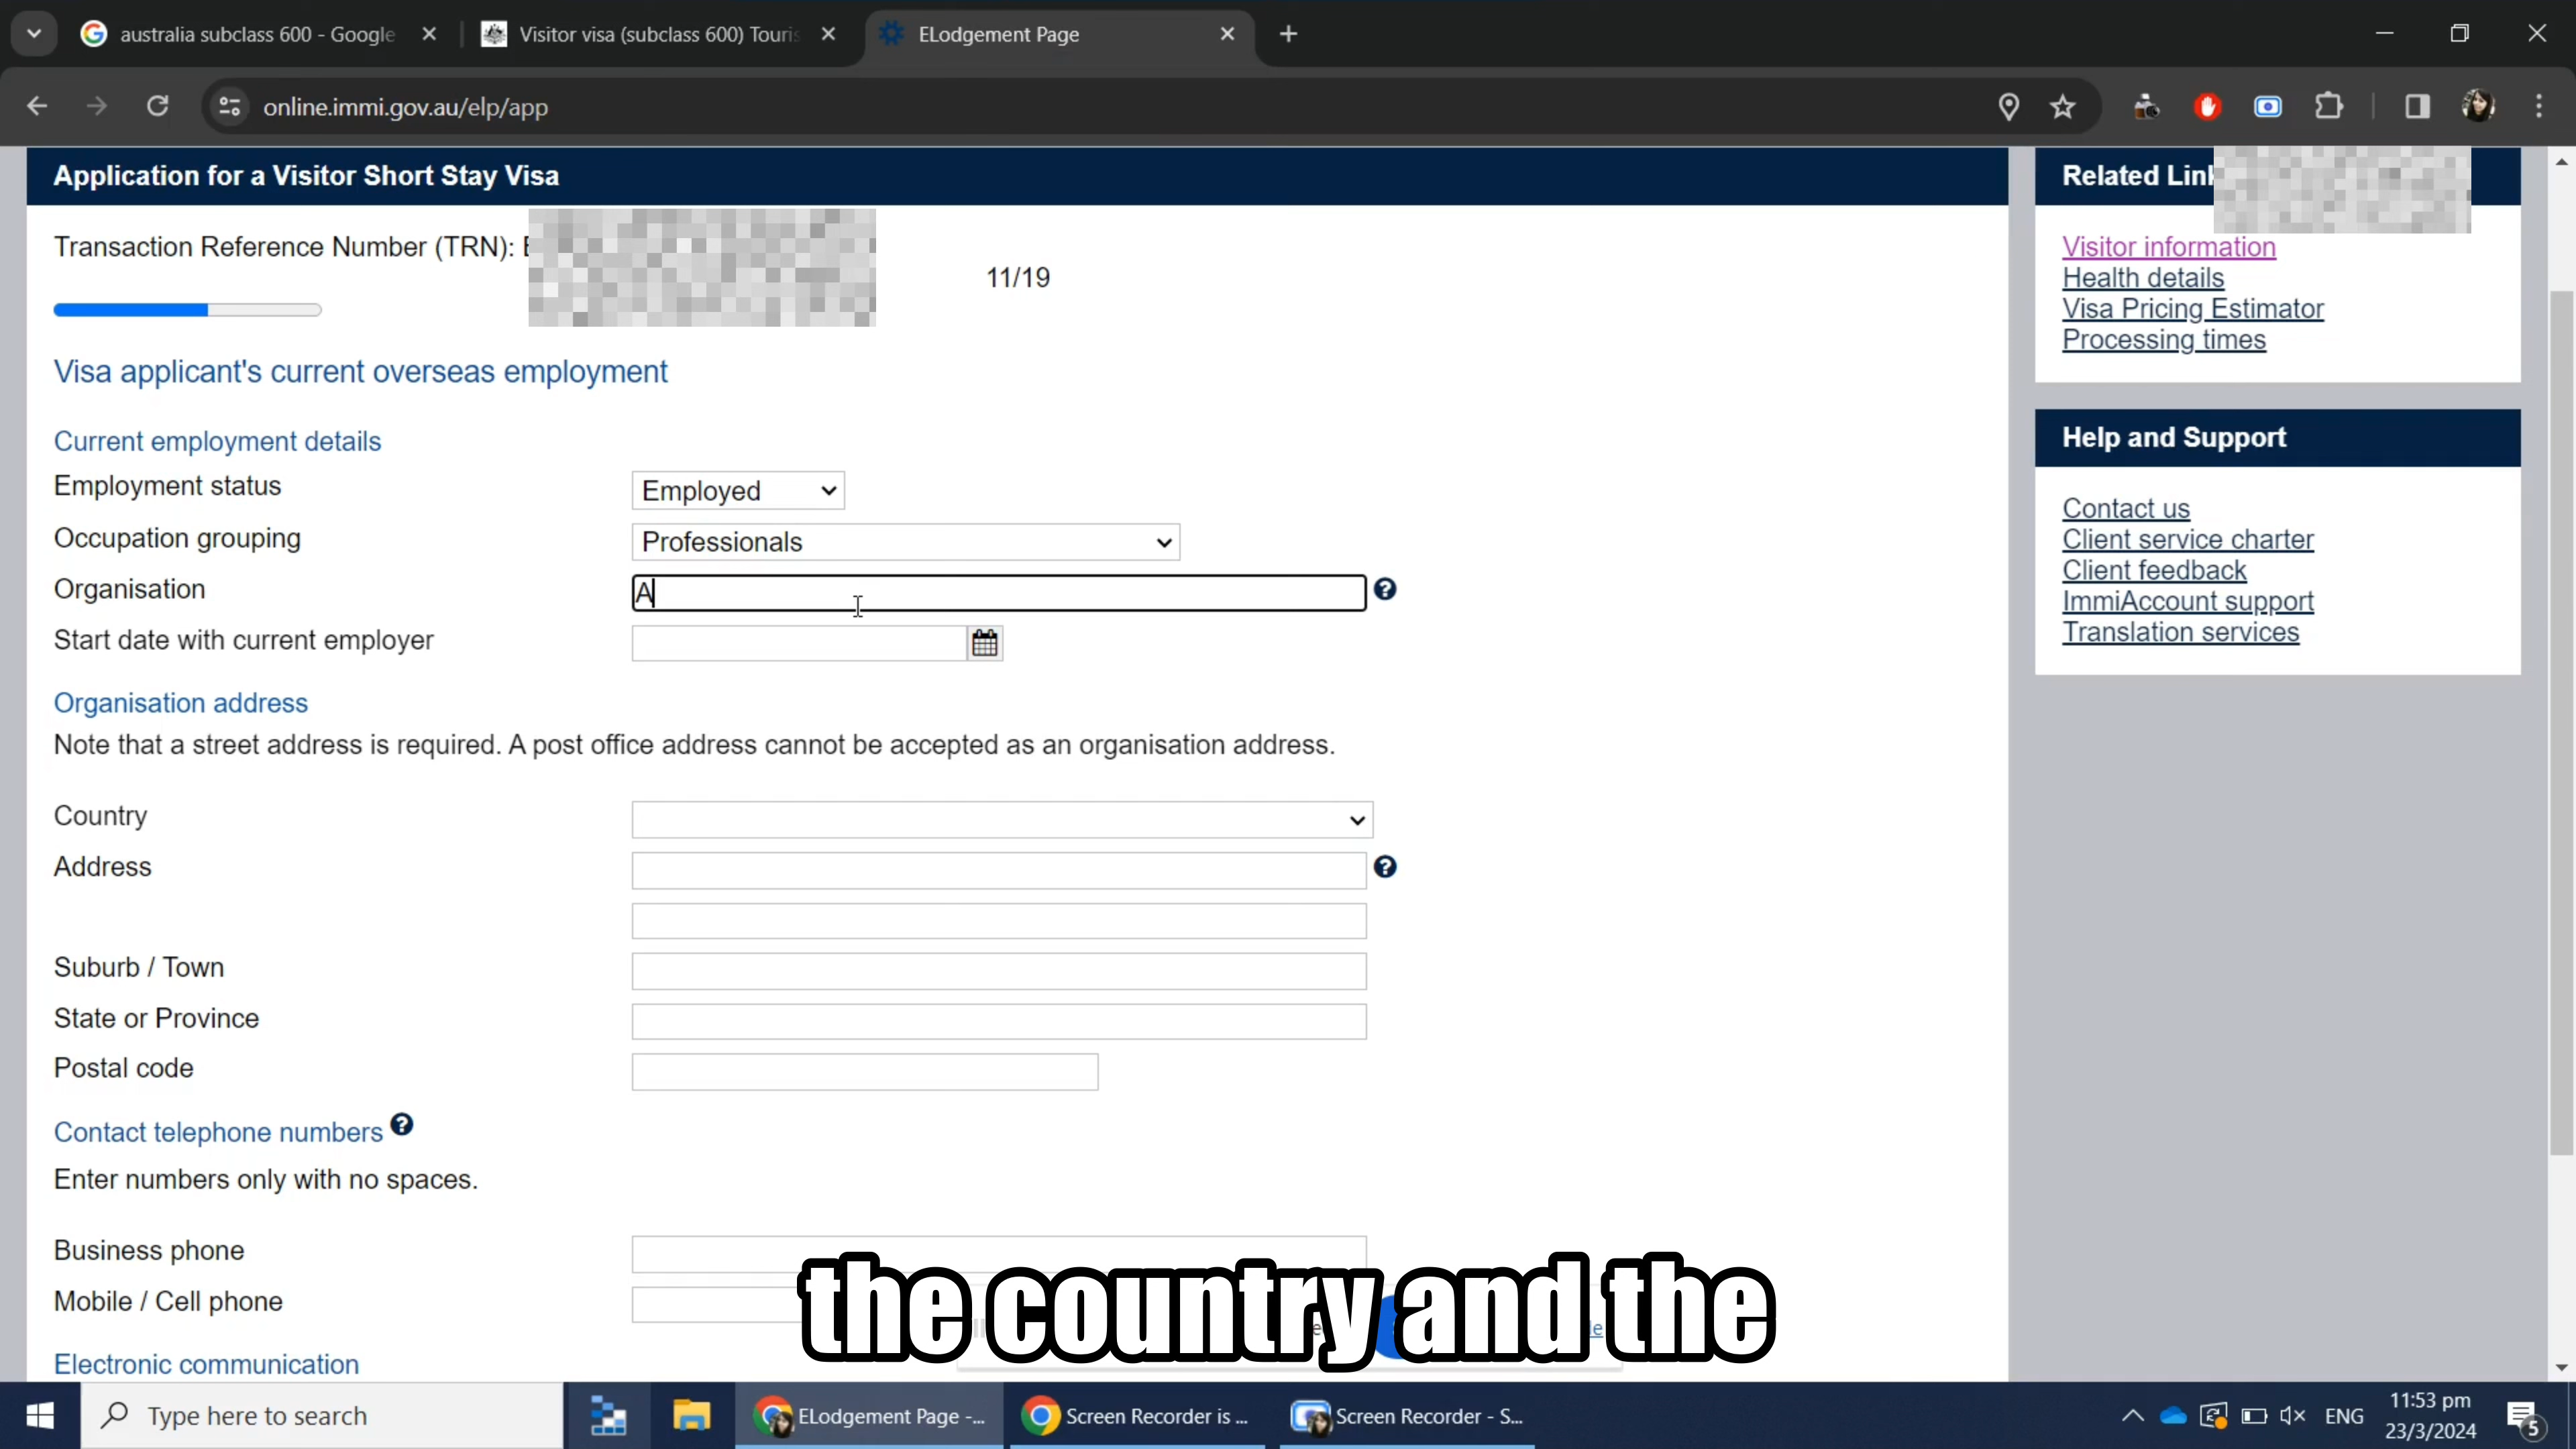 australia subclass 600 - Google
Visitor visa (subclass 600) Touris
ELodgement Page
online.immi.gov.au/elp/app
Application for a Visitor Short Stay Visa
Related Lin
Transaction Reference Number (TRN):
11/19
Visitor information
Health details
Visa Pricing Estimator
Processing times
Visa applicant's current overseas employment
Current employment details
Help and Support
Employment status
Employed
Contact us
Occupation grouping
Professionals
Client service charter
Client feedback
Organisation
A
ImmiAccount support
Start date with current employer
Translation services
Organisation address
Note that a street address is required. A post office address cannot be accepted as an organisation address.
Country
Address
Suburb / Town
State or Province
Postal code
Contact telephone numbers
Enter numbers only with no spaces.
Business phone
Mobile / Cell phone
the country and the
Electronic communication
Type here to search
ELodgement Page -...
Screen Recorder is ...
Screen Recorder - S...
ENG
11:53 pm
23/3/2024
5